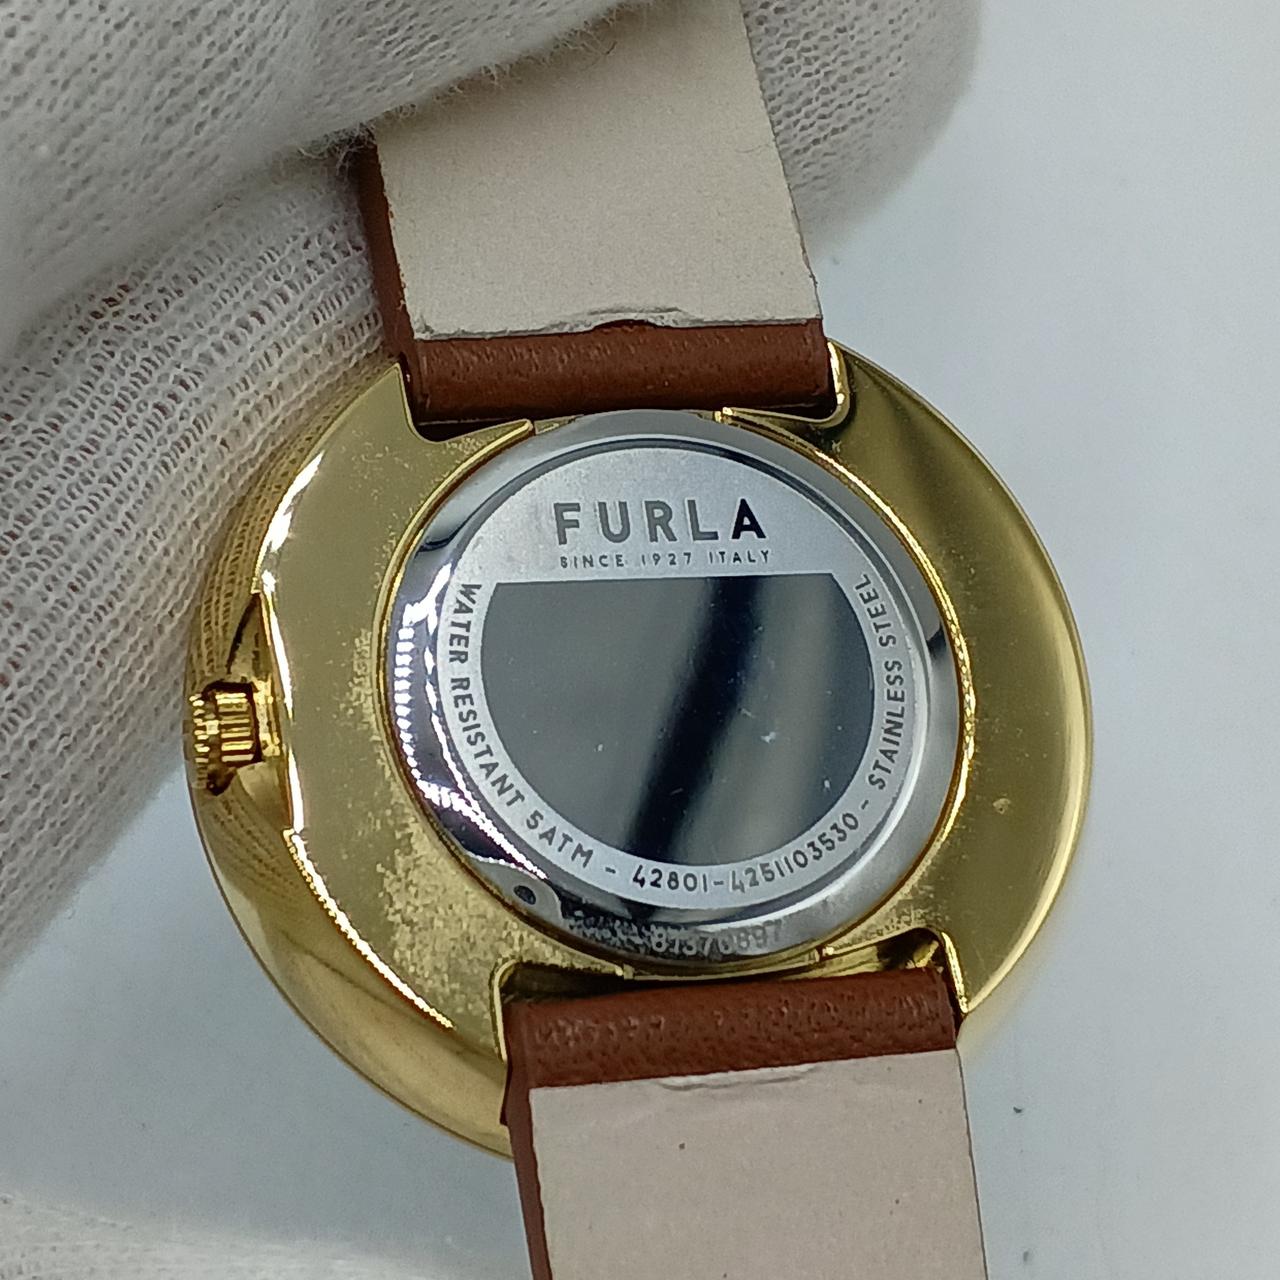 FURLA
SINCE 1927 ITALY
WATER RESISTANT 5ATM - 42801-4251103530 - STAINLESS STEEL